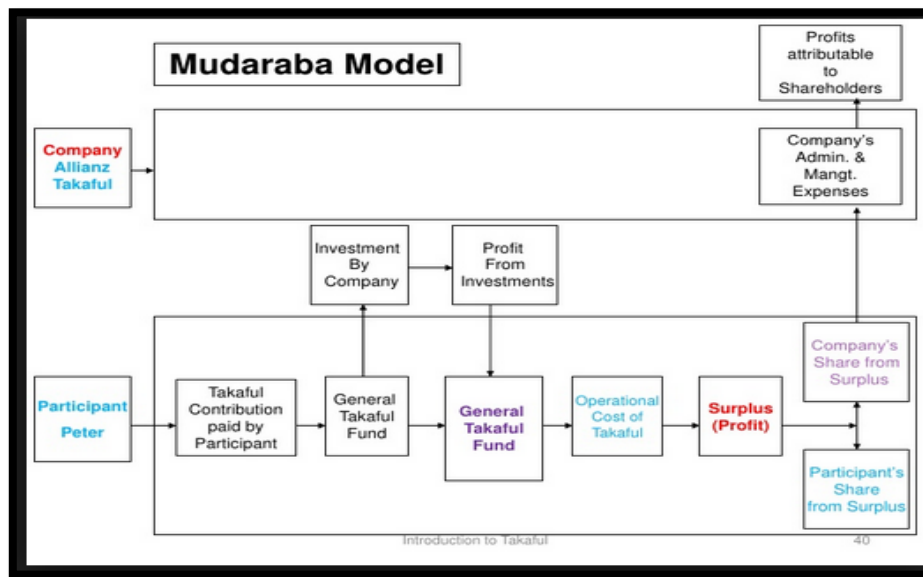 Mudaraba Model
Profits
attributable
to
Shareholders
Company
Allianz
Takaful
Company's
Admin. &
Mangt.
Expenses
Investment
By
Company
Profit
From
Investments
Participant
Peter
Takaful
Contribution
paid by
Participant
General
Takaful
Fund
General
Takaful
Fund
Operational
Cost of
Takaful
Surplus
(Profit)
Company's
Share from
Surplus
Participant's
Share
from Surplus
Introduction to Takaful
40